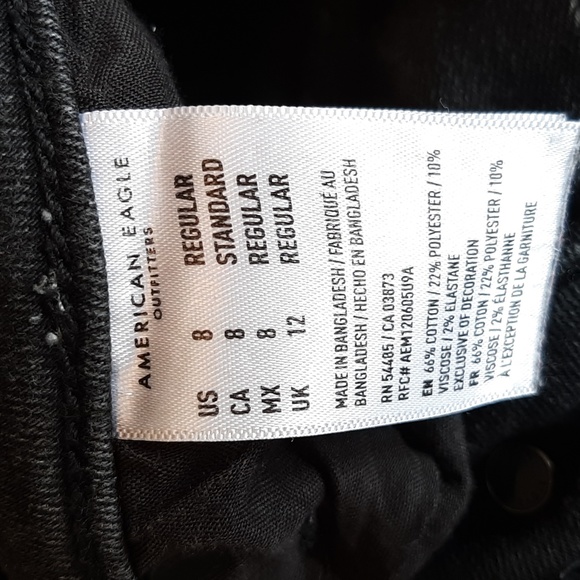 AMERICAN EAGLE
OUTFITTERS
US 8 REGULAR
CA 8 STANDARD
MX 8 REGULAR
UK 12 REGULAR
MADE IN BANGLADESH / FABRIQUÉ AU
BANGLADESH / HECHO EN BANGLADESH
RN 54485 / CA 03873
RFC# AEM120605U9A
EN 66% COTTON / 22% POLYESTER / 10%
VISCOSE / 2% ELASTANE
EXCLUSIVE OF DECORATION
FR 66% COTON / 22% POLYESTER / 10%
VISCOSE / 2% ÉLASTHANNE
À L'EXCEPTION DE LA GARNITURE